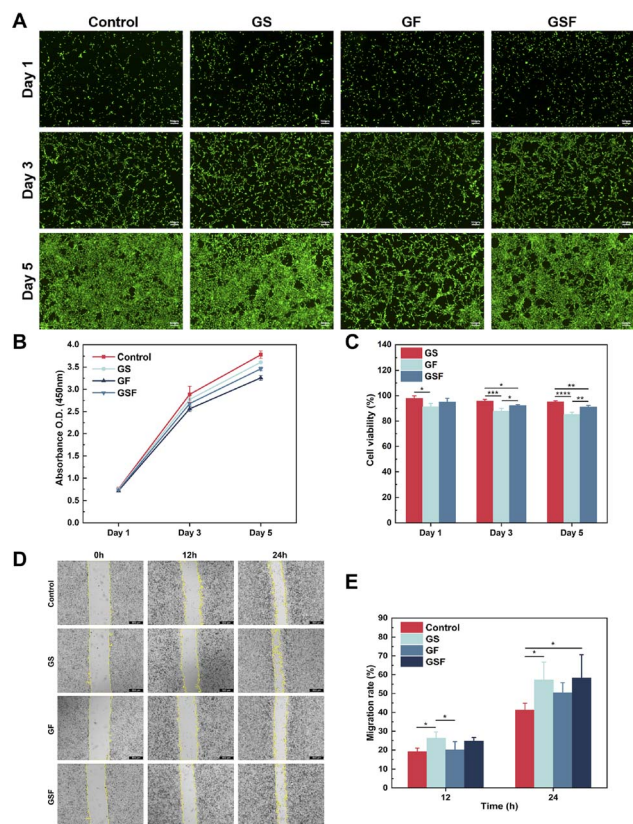 A
Control GS GF GSF
Day 1
Day 3
Day 5
B
Absorbance O.D. (450nm)
4.0
3.5
3.0
2.5
2.0
1.5
1.0
0.5
0.0
Control
GS
GF
GSF
Day 1 Day 3 Day 5
C
Cell viability (%)
140
120
100
80
60
40
20
0
GS
GF
GSF
* *** * * **** ** **
Day 1 Day 3 Day 5
D
0h 12h 24h
Control
GS
GF
GSF
E
Migration rate (%)
90
80
70
60
50
40
30
20
10
0
Control
GS
GF
GSF
* * * *
12 24
Time (h)